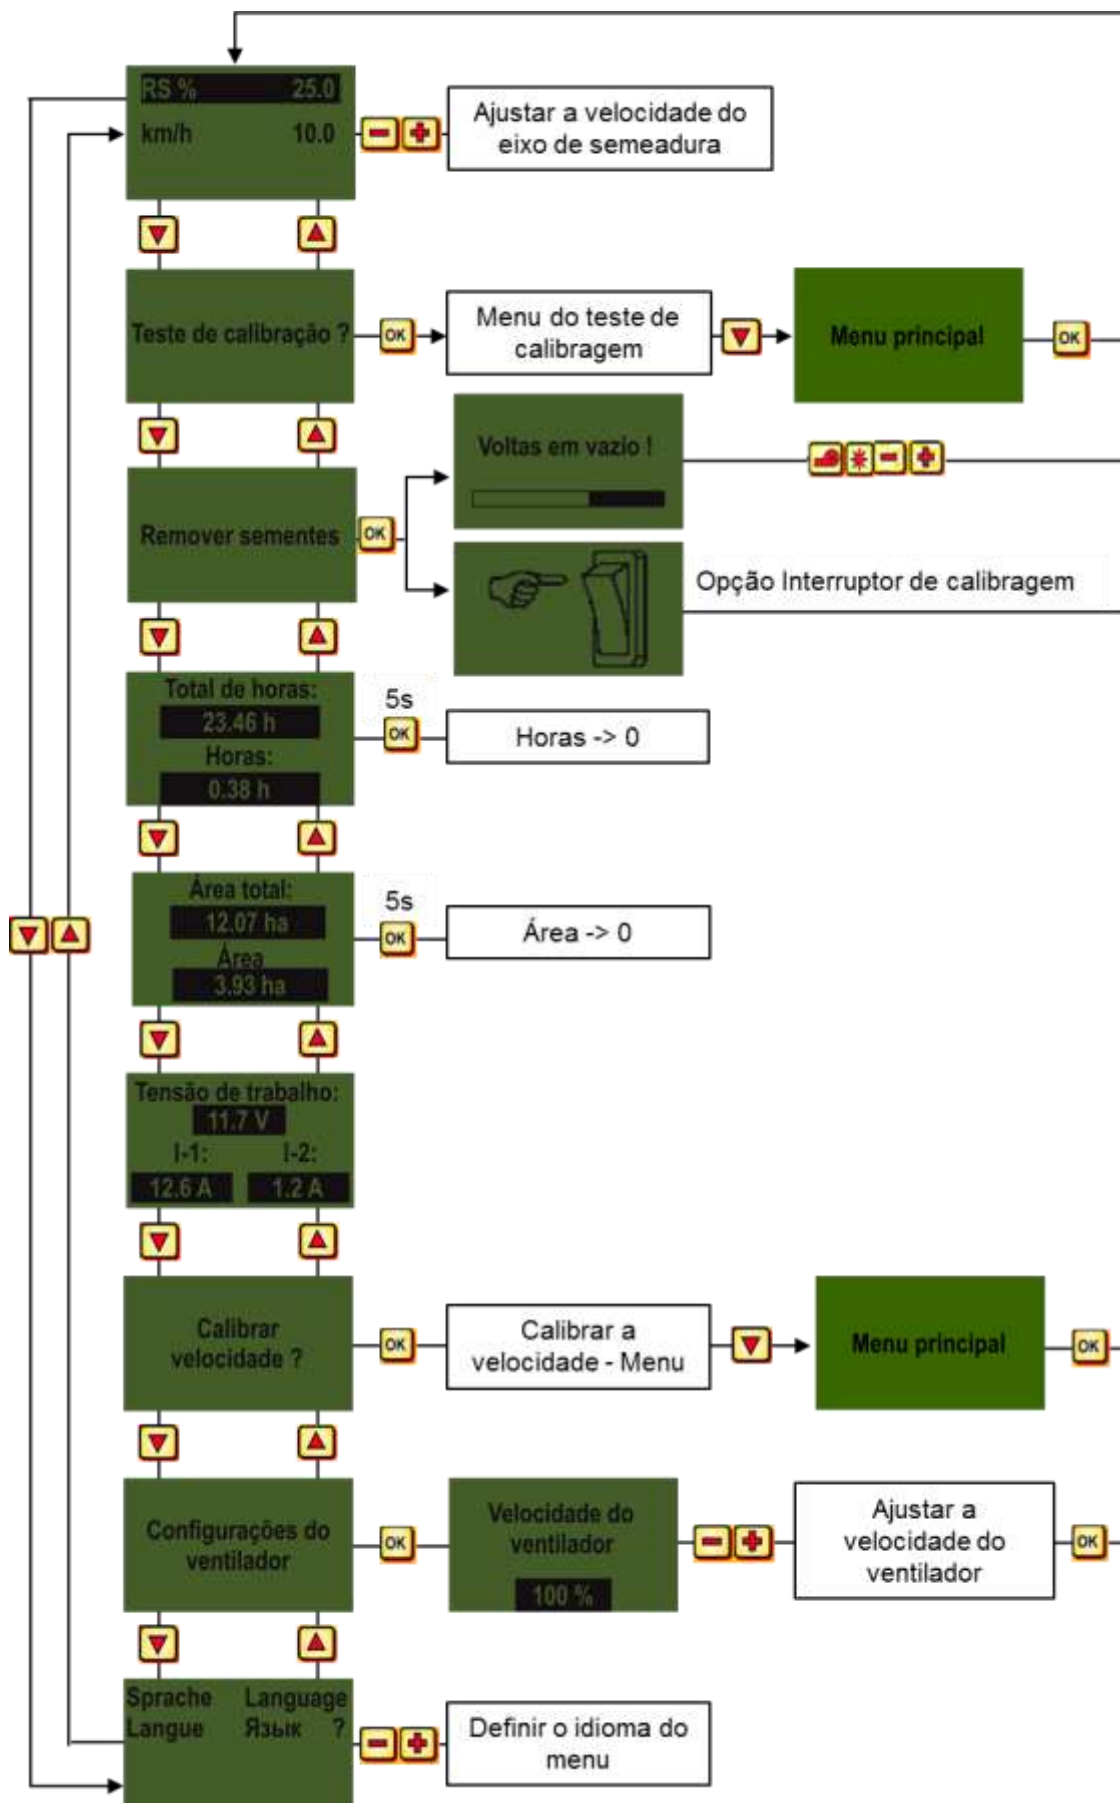 RS % 25.0
km/h 10.0
Ajustar a velocidade do
eixo de semeadura
Teste de calibração ?
OK
Menu do teste de
calibragem
Menu principal
OK
Voltas em vazio !
Remover sementes
OK
Opção Interruptor de calibragem
Total de horas:
23.46 h
Horas:
0.38 h
5s
OK
Horas -> 0
Área total:
12.07 ha
Área
3.93 ha
5s
OK
Área -> 0
Tensão de trabalho:
11.7 V
I-1: I-2:
12.6 A 1.2 A
Calibrar
velocidade ?
OK
Calibrar a
velocidade - Menu
Menu principal
OK
Configurações do
ventilador
OK
Velocidade do
ventilador
100 %
Ajustar a
velocidade do
ventilador
OK
Sprache Language
Langue Язык ?
Definir o idioma do
menu